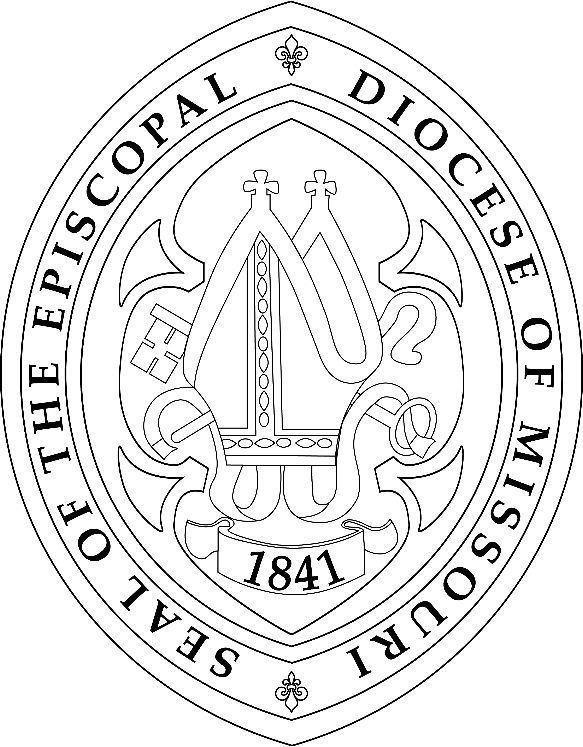 SEAL OF THE EPISCOPAL DIOCESE OF MISSOURI
1841